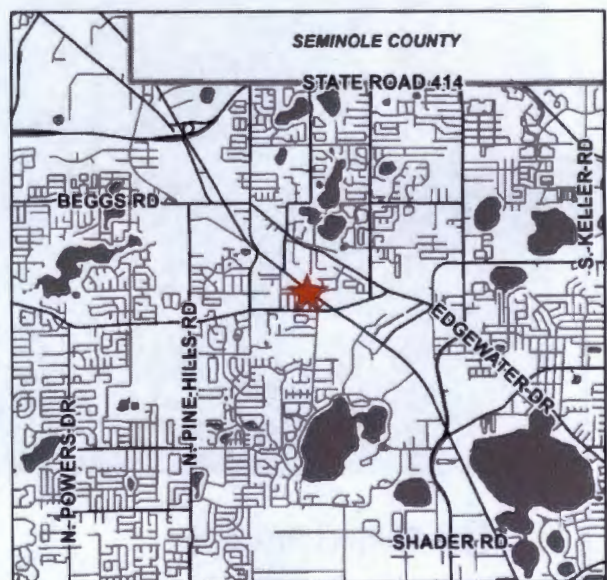 SEMINOLE COUNTY
STATE ROAD 414
BEGGS RD
S. KELLER RD
N. PINE HILLS RD
EDGEWATER DR
N. POWERS DR
SHADER RD